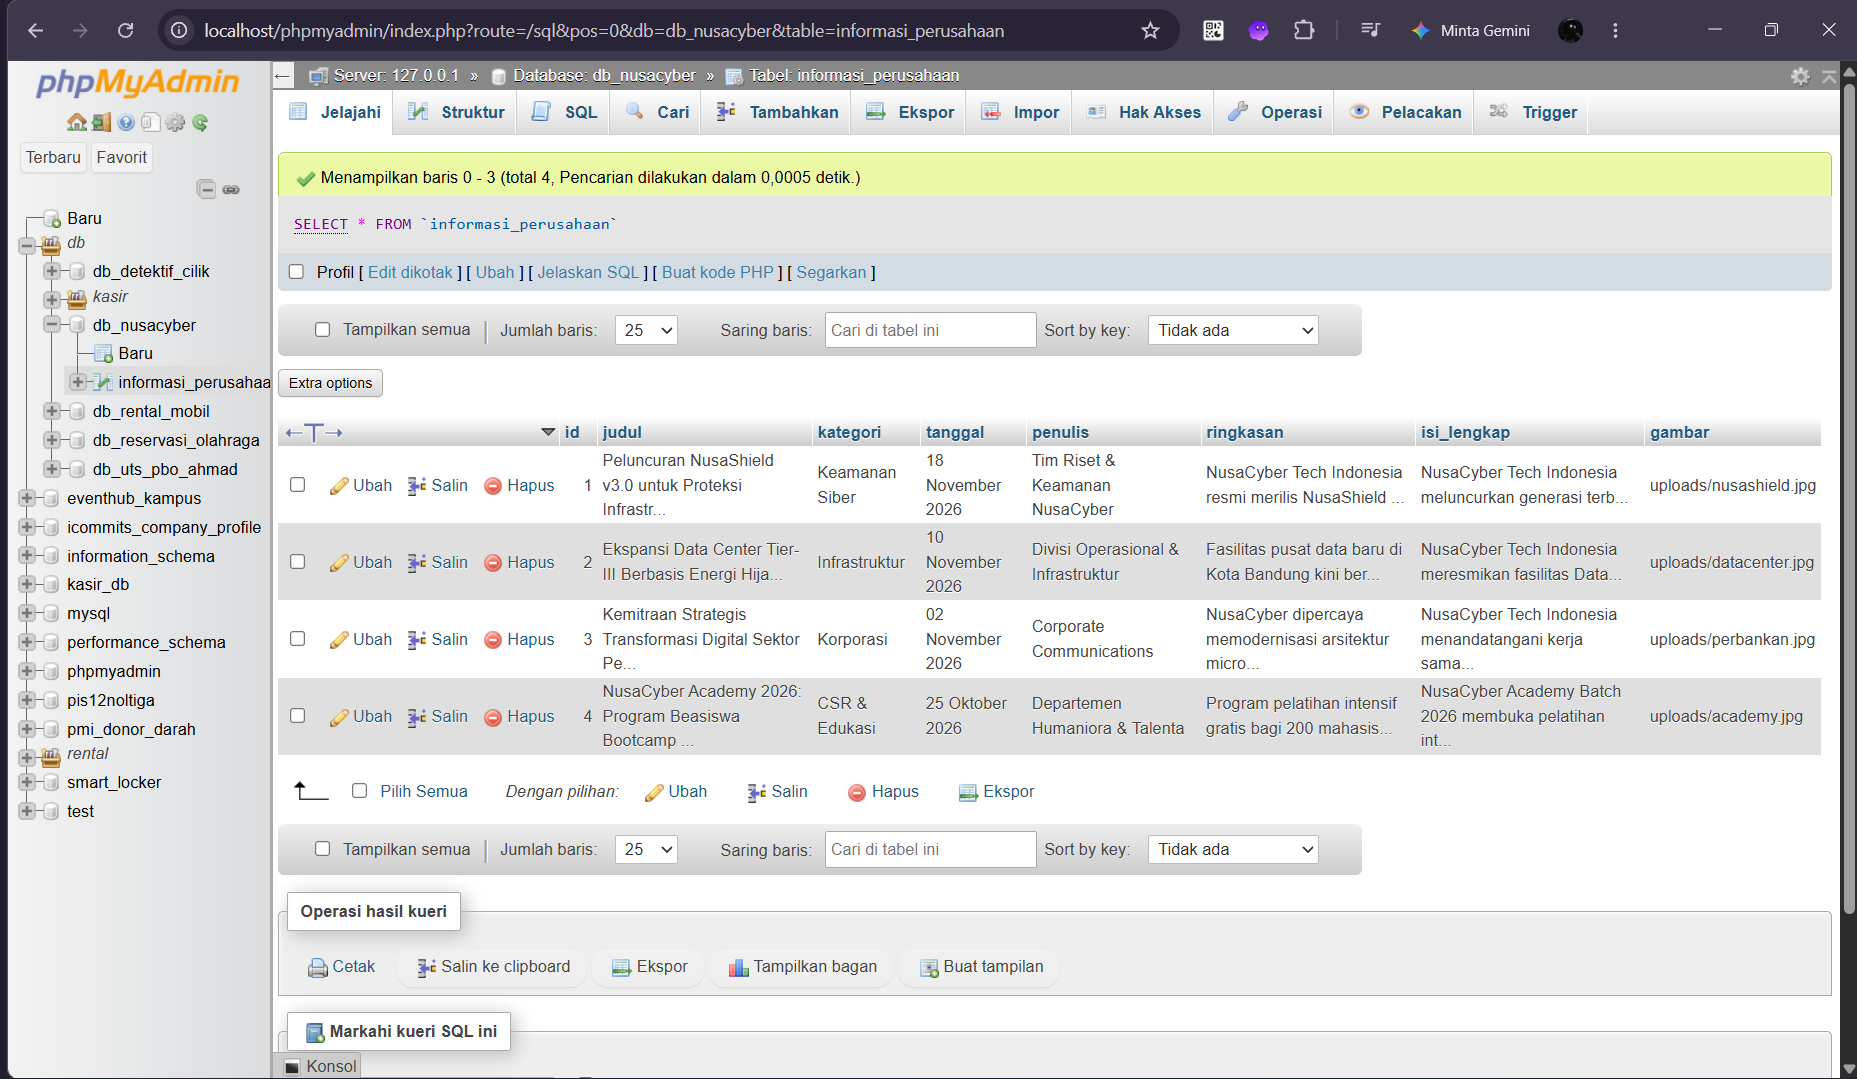 localhost/phpmyadmin/index.php?route=/sql&pos=0&db=db_nusacyber&table=informasi_perusahaan
Minta Gemini
phpMyAdmin
Terbaru
Favorit
Baru
db
db_detektif_cilik
kasir
db_nusacyber
Baru
informasi_perusahaa
db_rental_mobil
db_reservasi_olahraga
db_uts_pbo_ahmad
eventhub_kampus
icommits_company_profile
information_schema
kasir_db
mysql
performance_schema
phpmyadmin
pis12noltiga
pmi_donor_darah
rental
smart_locker
test
Server: 127.0.0.1 » Database: db_nusacyber » Tabel: informasi_perusahaan
Jelajahi Struktur SQL Cari Tambahkan Ekspor Impor Hak Akses Operasi Pelacakan Trigger
Menampilkan baris 0 - 3 (total 4, Pencarian dilakukan dalam 0,0005 detik.)
SELECT * FROM `informasi_perusahaan`
Profil [ Edit dikotak ] [ Ubah ] [ Jelaskan SQL ] [ Buat kode PHP ] [ Segarkan ]
Tampilkan semua | Jumlah baris: 25 Saring baris: Cari di tabel ini Sort by key: Tidak ada
Extra options
←T→ id judul kategori tanggal penulis ringkasan isi_lengkap gambar
Ubah Salin Hapus 1
Peluncuran NusaShield
v3.0 untuk Proteksi
Infrastr...
Keamanan
Siber
18
November
2026
Tim Riset &
Keamanan
NusaCyber
NusaCyber Tech Indonesia
resmi merilis NusaShield ...
NusaCyber Tech Indonesia
meluncurkan generasi terb...
uploads/nusashield.jpg
Ubah Salin Hapus 2
Ekspansi Data Center Tier-
III Berbasis Energi Hija...
Infrastruktur
10
November
2026
Divisi Operasional &
Infrastruktur
Fasilitas pusat data baru di
Kota Bandung kini ber...
NusaCyber Tech Indonesia
meresmikan fasilitas Data...
uploads/datacenter.jpg
Ubah Salin Hapus 3
Kemitraan Strategis
Transformasi Digital Sektor
Pe...
Korporasi
02
November
2026
Corporate
Communications
NusaCyber dipercaya
memodernisasi arsitektur
micro...
NusaCyber Tech Indonesia
menandatangani kerja
sama...
uploads/perbankan.jpg
Ubah Salin Hapus 4
NusaCyber Academy 2026:
Program Beasiswa
Bootcamp ...
CSR &
Edukasi
25 Oktober
2026
Departemen
Humaniora & Talenta
Program pelatihan intensif
gratis bagi 200 mahasis...
NusaCyber Academy Batch
2026 membuka pelatihan
int...
uploads/academy.jpg
Pilih Semua Dengan pilihan: Ubah Salin Hapus Ekspor
Tampilkan semua | Jumlah baris: 25 Saring baris: Cari di tabel ini Sort by key: Tidak ada
Operasi hasil kueri
Cetak Salin ke clipboard Ekspor Tampilkan bagan Buat tampilan
Markahi kueri SQL ini
Konsol